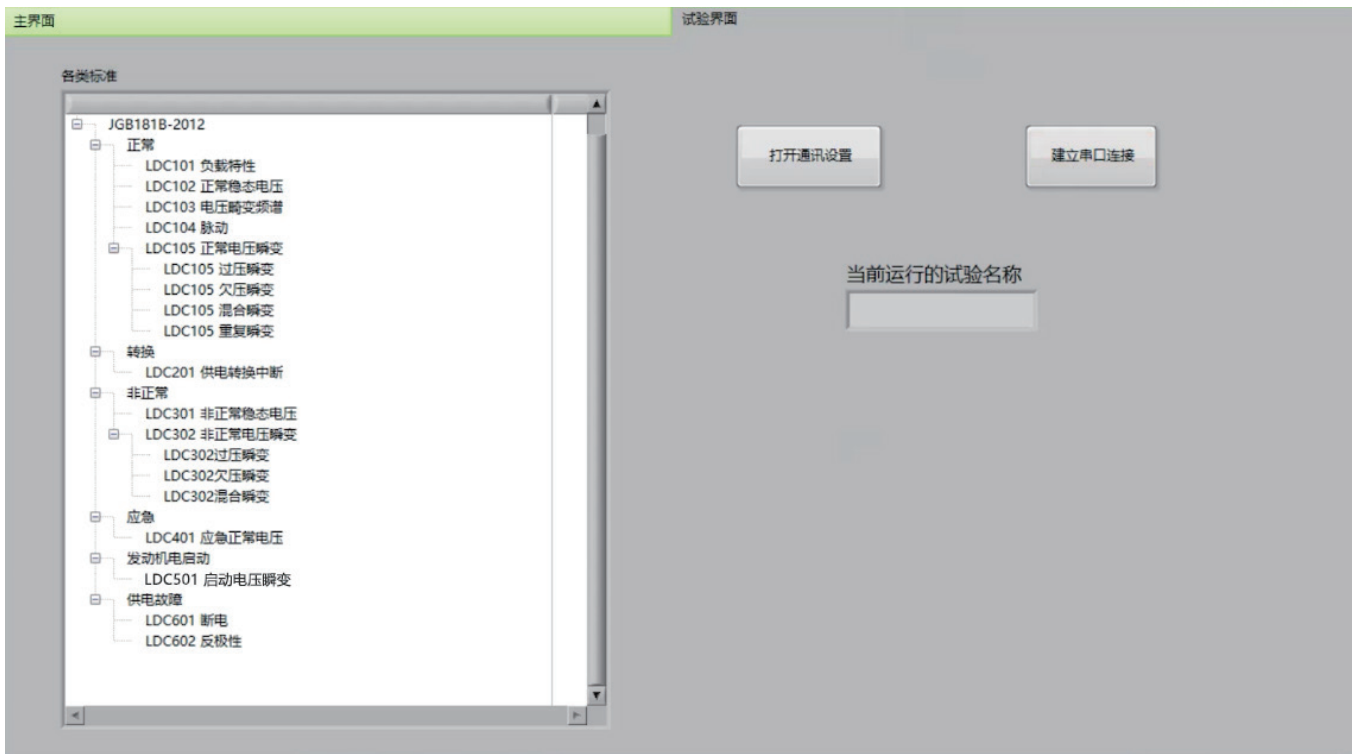 主界面
试验界面
各类标准
JGB181B-2012
正常
LDC101 负载特性
LDC102 正常稳态电压
LDC103 电压畸变频谱
LDC104 脉动
LDC105 正常电压瞬变
LDC105 过压瞬变
LDC105 欠压瞬变
LDC105 混合瞬变
LDC105 重复瞬变
转换
LDC201 供电转换中断
非正常
LDC301 非正常稳态电压
LDC302 非正常电压瞬变
LDC302过压瞬变
LDC302欠压瞬变
LDC302混合瞬变
应急
LDC401 应急正常电压
发动机电启动
LDC501 启动电压瞬变
供电故障
LDC601 断电
LDC602 反极性
打开通讯设置
建立串口连接
当前运行的试验名称